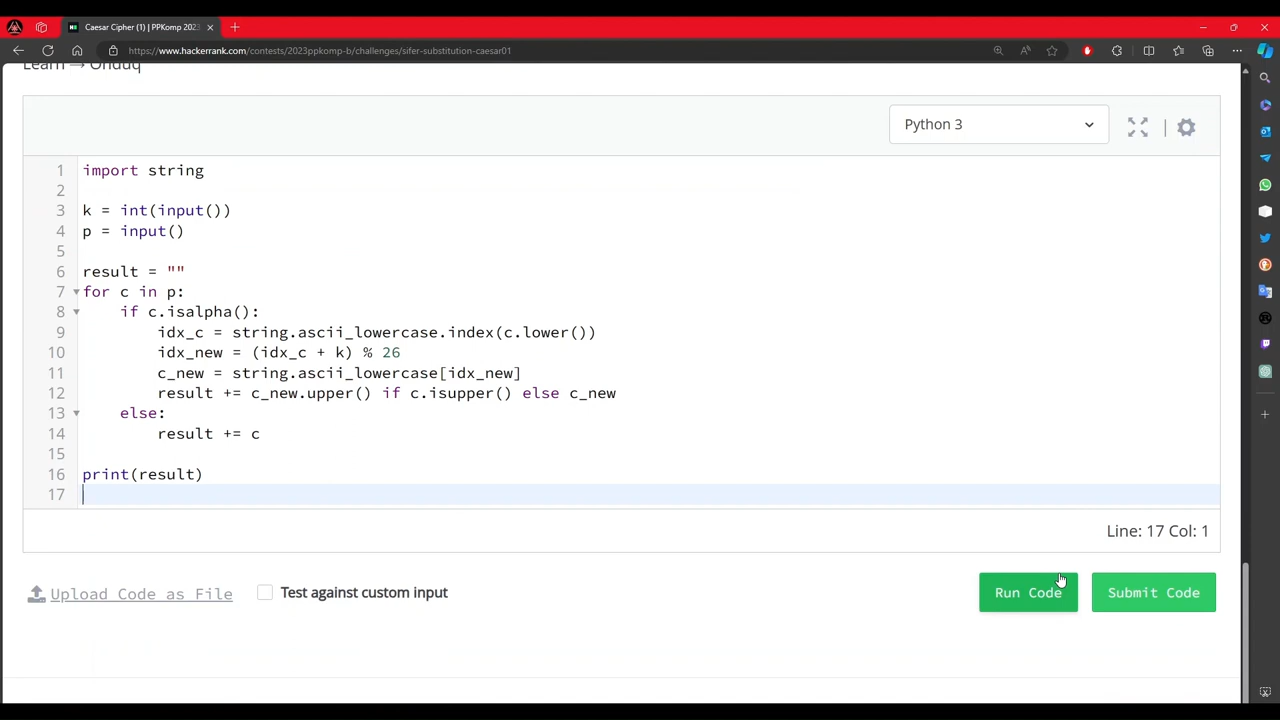 Caesar Cipher (1) | PPKomp 2023
https://www.hackerrank.com/contests/2023ppkomp-b/challenges/sifer-substitution-caesar01
Learn → Onduq
Python 3
1 import string
2
3 k = int(input())
4 p = input()
5
6 result = ""
7 for c in p:
8 if c.isalpha():
9 idx_c = string.ascii_lowercase.index(c.lower())
10 idx_new = (idx_c + k) % 26
11 c_new = string.ascii_lowercase[idx_new]
12 result += c_new.upper() if c.isupper() else c_new
13 else:
14 result += c
15
16 print(result)
17
Line: 17 Col: 1
Upload Code as File
Test against custom input
Run Code
Submit Code